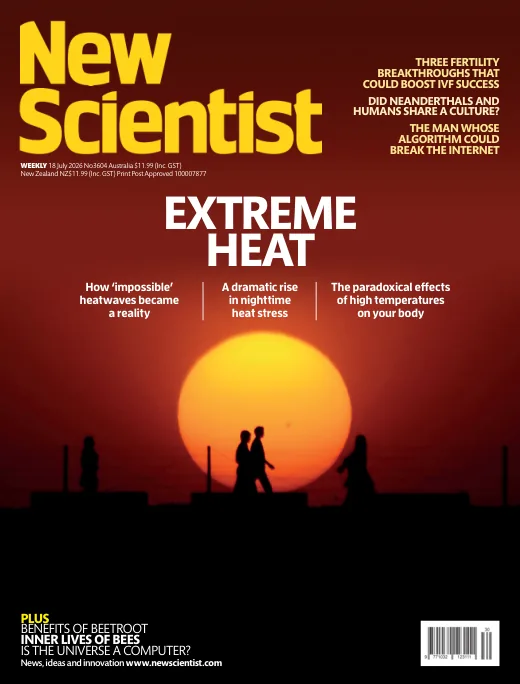 New
Scientist
THREE FERTILITY
BREAKTHROUGHS THAT
COULD BOOST IVF SUCCESS
DID NEANDERTHALS AND
HUMANS SHARE A CULTURE?
THE MAN WHOSE
ALGORITHM COULD
BREAK THE INTERNET
WEEKLY 18 July 2026 No3604 Australia $11.99 (Inc. GST)
New Zealand NZ$11.99 (Inc. GST) Print Post Approved 100007877
EXTREME
HEAT
How ‘impossible’
heatwaves became
a reality
A dramatic rise
in nighttime
heat stress
The paradoxical effects
of high temperatures
on your body
PLUS
BENEFITS OF BEETROOT
INNER LIVES OF BEES
IS THE UNIVERSE A COMPUTER?
News, ideas and innovation www.newscientist.com